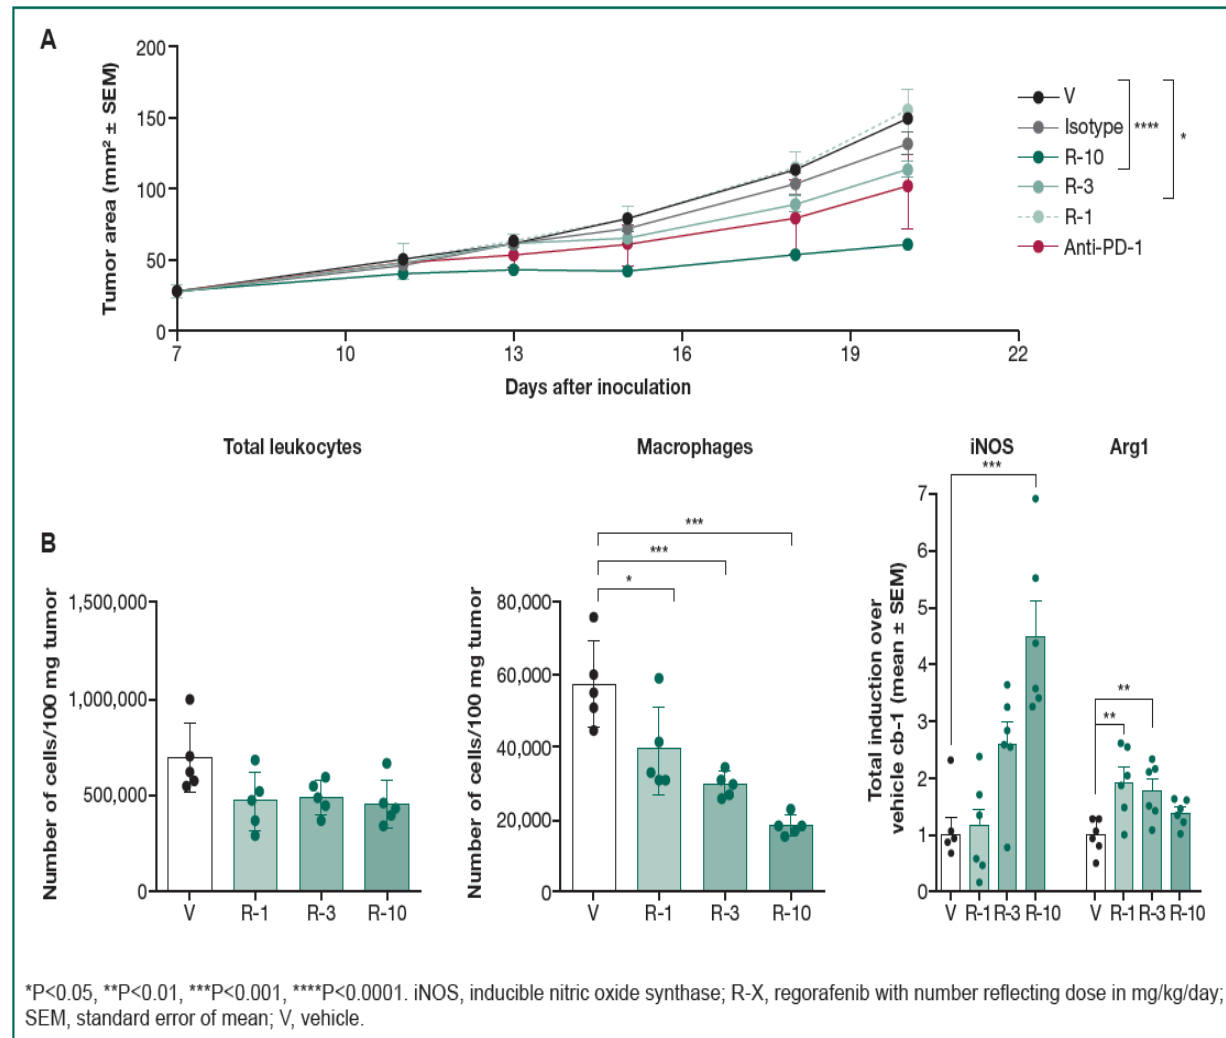 A
200
150
100
50
0
Tumor area (mm² ± SEM)
7 10 13 16 19 22
Days after inoculation
V
Isotype
R-10
R-3
R-1
Anti-PD-1
****
*
B
Total leukocytes
Number of cells/100 mg tumor
1,500,000
1,000,000
500,000
0
V R-1 R-3 R-10
Macrophages
***
***
*
Number of cells/100 mg tumor
80,000
60,000
40,000
20,000
0
V R-1 R-3 R-10
iNOS Arg1
***
**
**
Total induction over
vehicle cb-1 (mean ± SEM)
7
6
5
4
3
2
1
0
V R-1 R-3 R-10 V R-1 R-3 R-10
*P<0.05, **P<0.01, ***P<0.001, ****P<0.0001. iNOS, inducible nitric oxide synthase; R-X, regorafenib with number reflecting dose in mg/kg/day;
SEM, standard error of mean; V, vehicle.